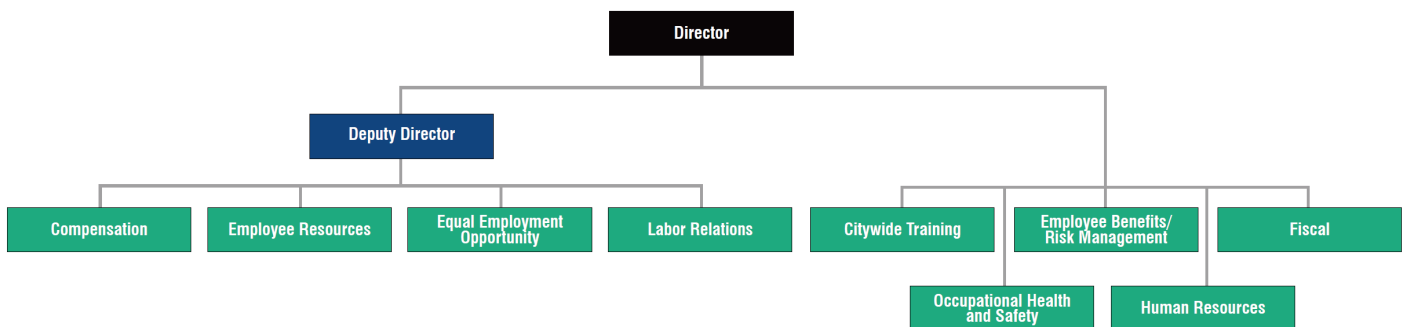 Director
Deputy Director
Compensation
Employee Resources
Equal Employment
Opportunity
Labor Relations
Citywide Training
Employee Benefits/
Risk Management
Fiscal
Occupational Health
and Safety
Human Resources